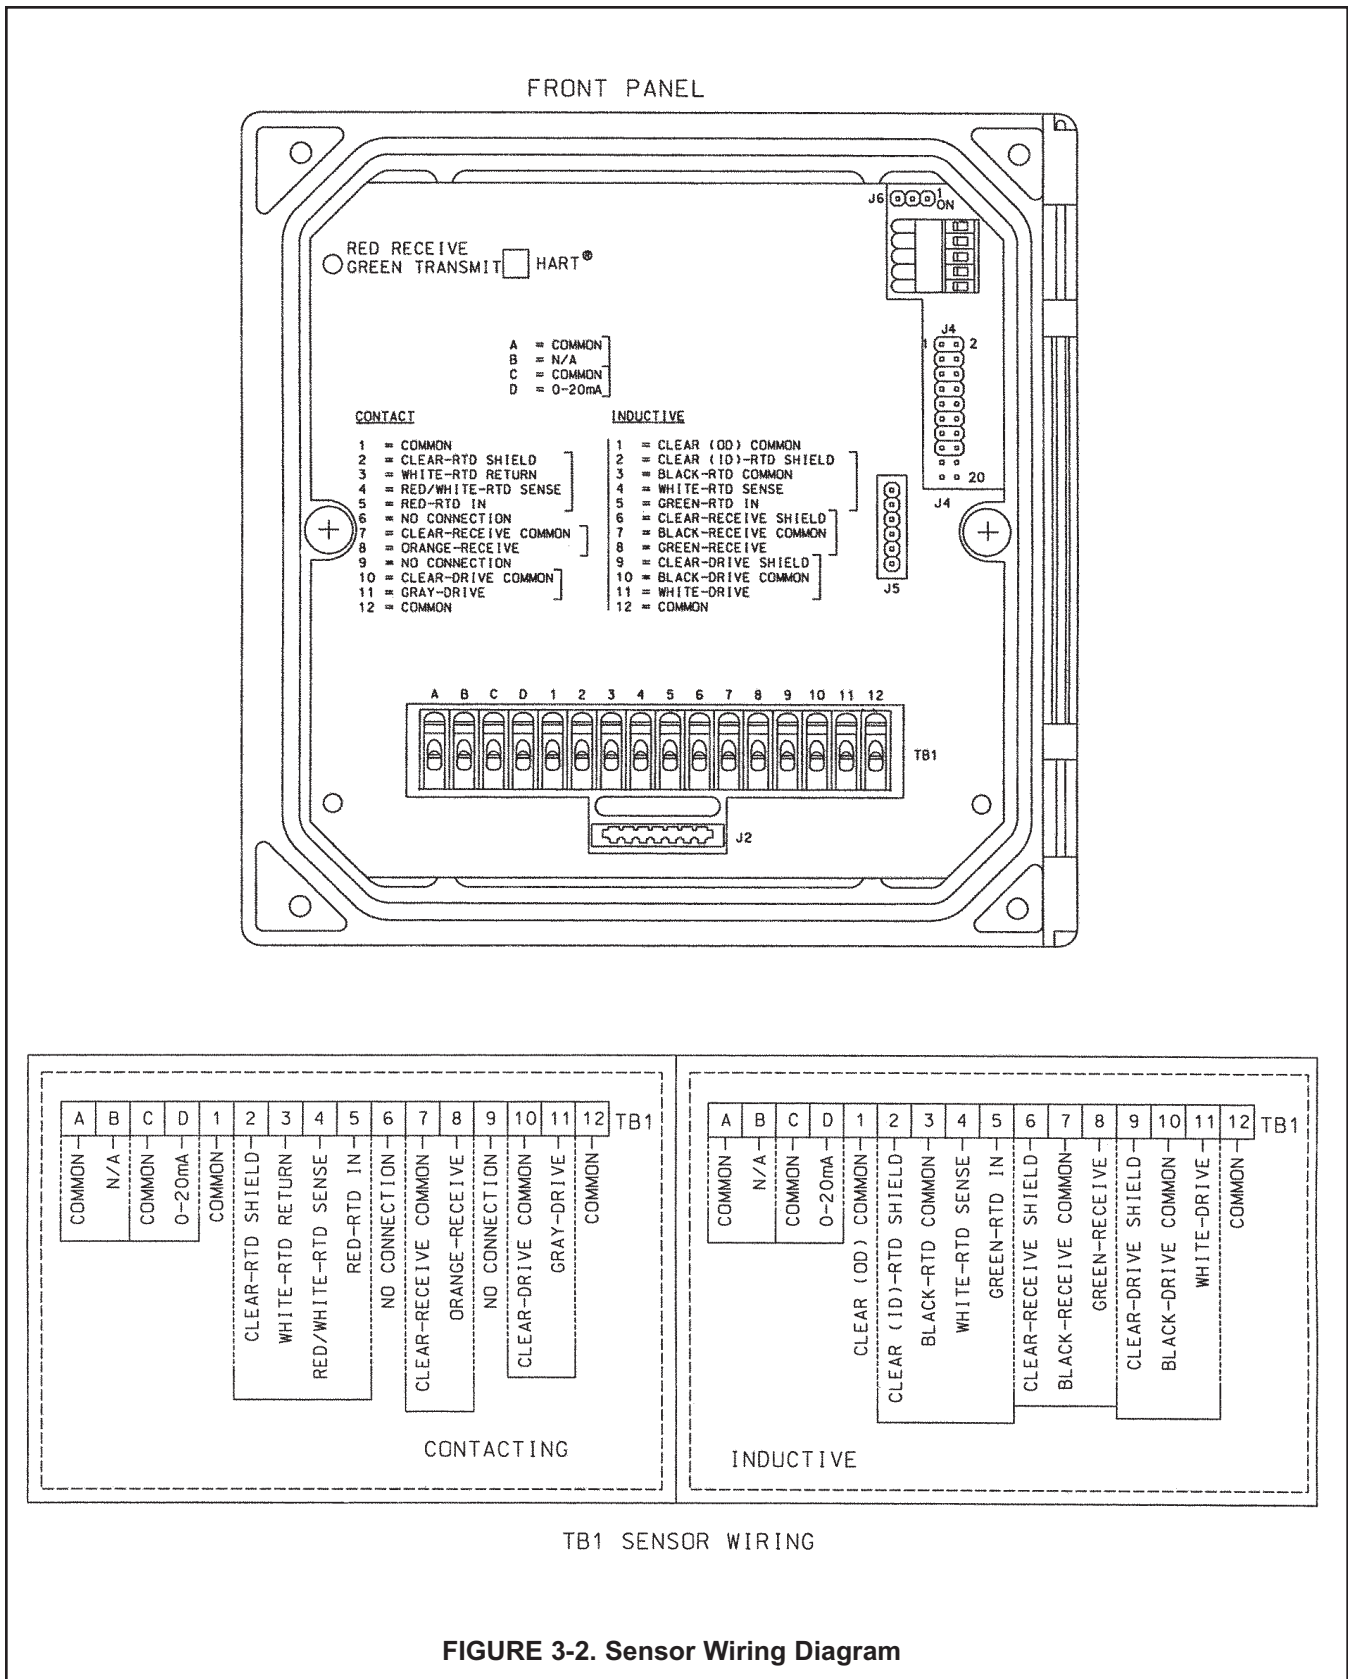 FRONT PANEL
J6
1
ON
RED RECEIVE
GREEN TRANSMIT
HART®
A = COMMON
B = N/A
C = COMMON
D = 0-20mA
J4
1 2
20
J4
J5
CONTACT
1 = COMMON
2 = CLEAR-RTD SHIELD
3 = WHITE-RTD RETURN
4 = RED/WHITE-RTD SENSE
5 = RED-RTD IN
6 = NO CONNECTION
7 = CLEAR-RECEIVE COMMON
8 = ORANGE-RECEIVE
9 = NO CONNECTION
10 = CLEAR-DRIVE COMMON
11 = GRAY-DRIVE
12 = COMMON
INDUCTIVE
1 = CLEAR (OD) COMMON
2 = CLEAR (ID)-RTD SHIELD
3 = BLACK-RTD COMMON
4 = WHITE-RTD SENSE
5 = GREEN-RTD IN
6 = CLEAR-RECEIVE SHIELD
7 = BLACK-RECEIVE COMMON
8 = GREEN-RECEIVE
9 = CLEAR-DRIVE SHIELD
10 = BLACK-DRIVE COMMON
11 = WHITE-DRIVE
12 = COMMON
A B C D 1 2 3 4 5 6 7 8 9 10 11 12
TB1
J2
A B C D 1 2 3 4 5 6 7 8 9 10 11 12 TB1
COMMON
N/A
COMMON
0-20mA
COMMON
CLEAR-RTD SHIELD
WHITE-RTD RETURN
RED/WHITE-RTD SENSE
RED-RTD IN
NO CONNECTION
CLEAR-RECEIVE COMMON
ORANGE-RECEIVE
NO CONNECTION
CLEAR-DRIVE COMMON
GRAY-DRIVE
COMMON
CONTACTING
A B C D 1 2 3 4 5 6 7 8 9 10 11 12 TB1
COMMON
N/A
COMMON
0-20mA
CLEAR (OD) COMMON
CLEAR (ID)-RTD SHIELD
BLACK-RTD COMMON
WHITE-RTD SENSE
GREEN-RTD IN
CLEAR-RECEIVE SHIELD
BLACK-RECEIVE COMMON
GREEN-RECEIVE
CLEAR-DRIVE SHIELD
BLACK-DRIVE COMMON
WHITE-DRIVE
COMMON
INDUCTIVE
TB1 SENSOR WIRING
FIGURE 3-2. Sensor Wiring Diagram